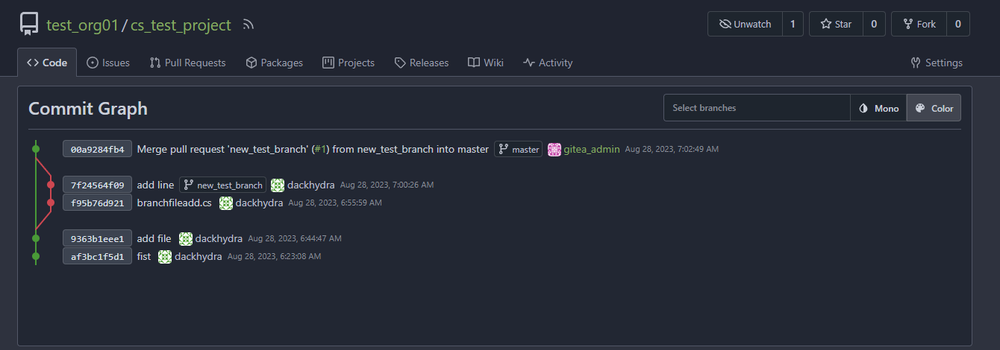 test_org01/cs_test_project Unwatch 1 Star 0 Fork 0
Code Issues Pull Requests Packages Projects Releases Wiki Activity Settings
Commit Graph Select branches Mono Color
00a9284fb4 Merge pull request 'new_test_branch' (#1) from new_test_branch into master master gitea_admin Aug 28, 2023, 7:02:49 AM
7f24564f09 add line new_test_branch dackhydra Aug 28, 2023, 7:00:26 AM
f95b76d921 branchfileadd.cs dackhydra Aug 28, 2023, 6:55:59 AM
9363b1eee1 add file dackhydra Aug 28, 2023, 6:44:47 AM
af3bc1f5d1 fist dackhydra Aug 28, 2023, 6:23:08 AM